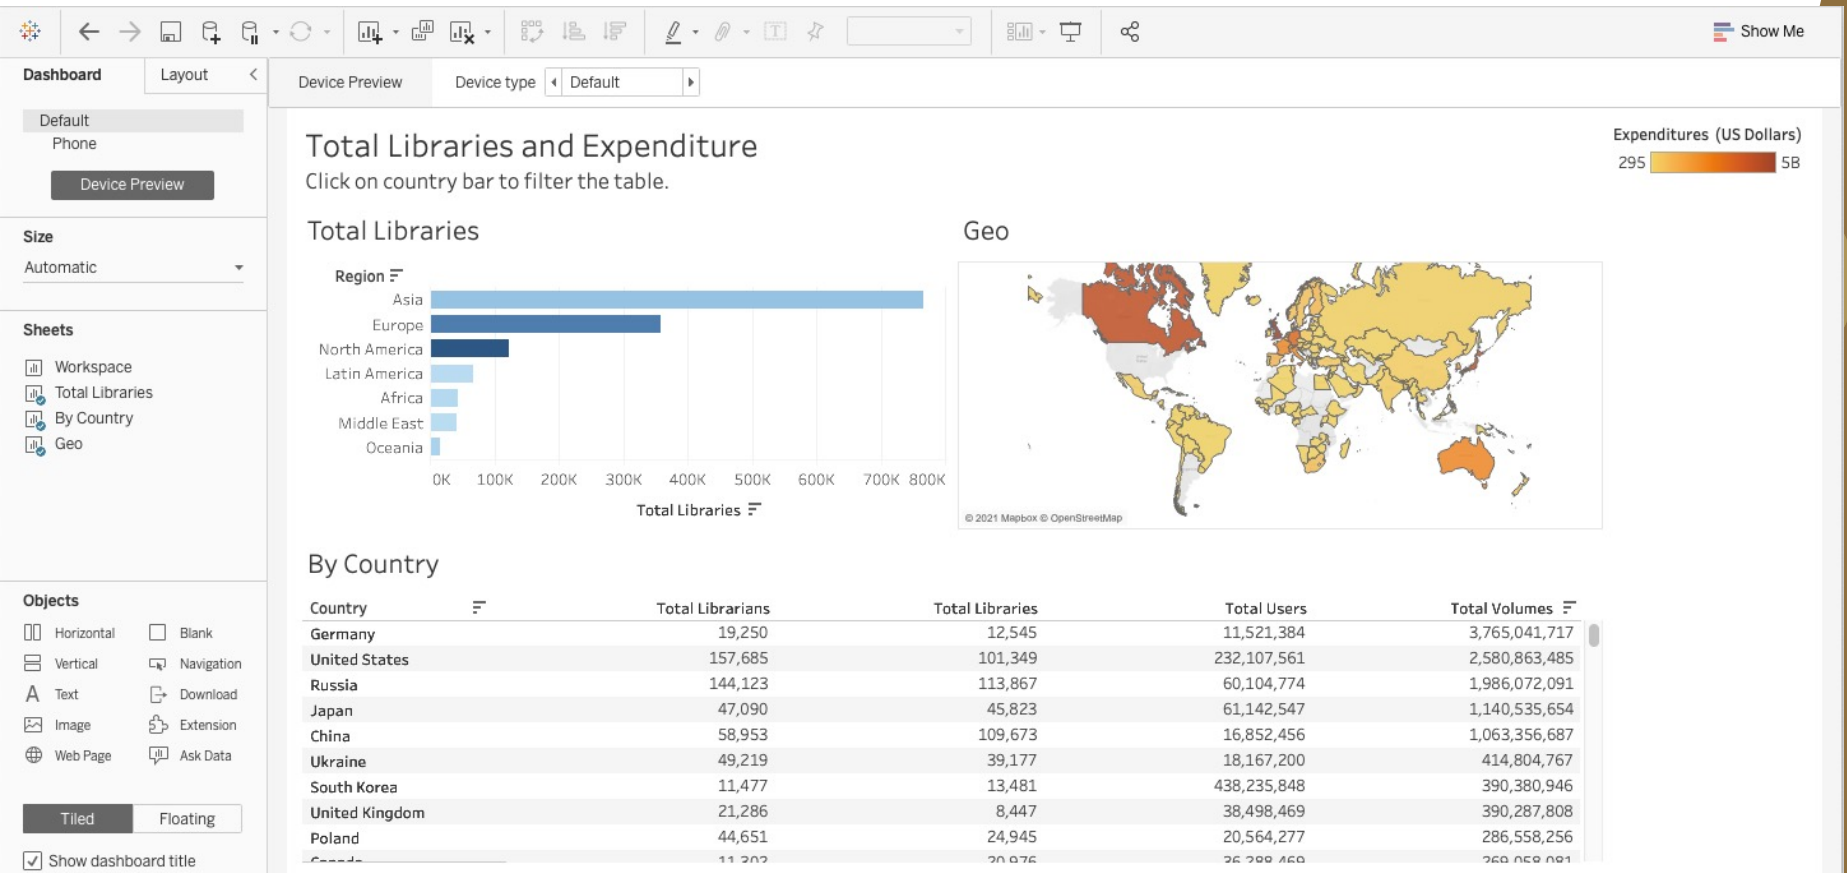 Show Me
Dashboard
Layout
Default
Phone
Device Preview
Size
Automatic
Sheets
Workspace
Total Libraries
By Country
Geo
Objects
Horizontal Blank
Vertical Navigation
Text Download
Image Extension
Web Page Ask Data
Tiled Floating
Show dashboard title
Device Preview Device type Default
Total Libraries and Expenditure
Click on country bar to filter the table.
Expenditures (US Dollars)
295 5B
Total Libraries
Region
Asia
Europe
North America
Latin America
Africa
Middle East
Oceania
0K 100K 200K 300K 400K 500K 600K 700K 800K
Total Libraries
Geo
© 2021 Mapbox © OpenStreetMap
By Country
Country Total Librarians Total Libraries Total Users Total Volumes
Germany 19,250 12,545 11,521,384 3,765,041,717
United States 157,685 101,349 232,107,561 2,580,863,485
Russia 144,123 113,867 60,104,774 1,986,072,091
Japan 47,090 45,823 61,142,547 1,140,535,654
China 58,953 109,673 16,852,456 1,063,356,687
Ukraine 49,219 39,177 18,167,200 414,804,767
South Korea 11,477 13,481 438,235,848 390,380,946
United Kingdom 21,286 8,447 38,498,469 390,287,808
Poland 44,651 24,945 20,564,277 286,558,256
Canada 11,302 20,976 36,288,469